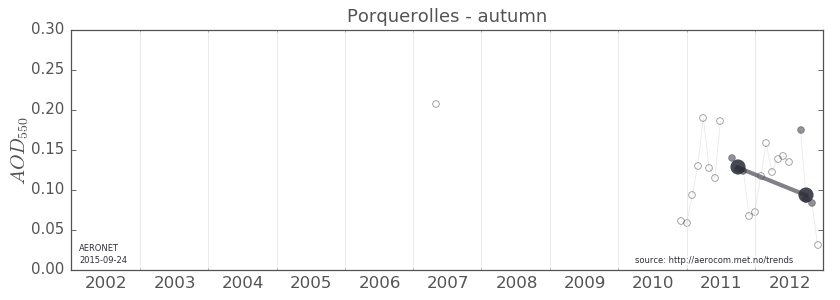 Porquerolles - autumn
0.30
0.25
0.20
0.15
0.10
0.05
0.00
AOD550
AERONET
2015-09-24
source: http://aerocom.met.no/trends
2002 2003 2004 2005 2006 2007 2008 2009 2010 2011 2012